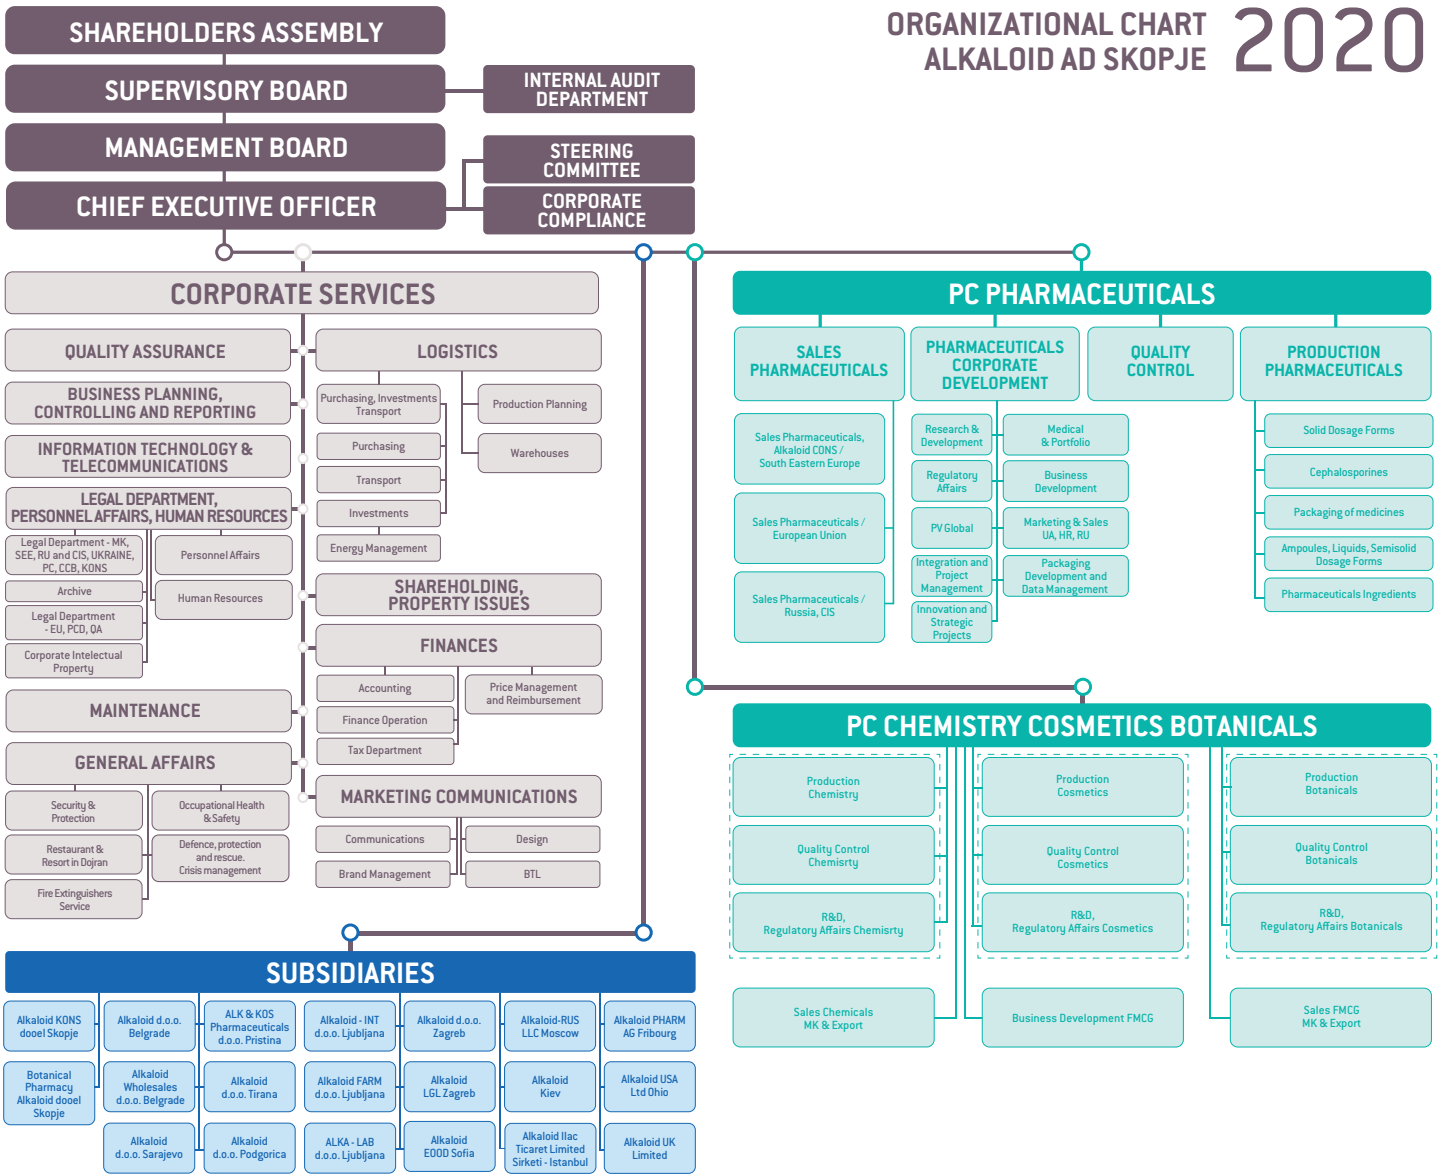 ORGANIZATIONAL CHART
ALKALOID AD SKOPJE
2020
SHAREHOLDERS ASSEMBLY
SUPERVISORY BOARD
INTERNAL AUDIT
DEPARTMENT
MANAGEMENT BOARD
STEERING
COMMITTEE
CHIEF EXECUTIVE OFFICER
CORPORATE
COMPLIANCE
CORPORATE SERVICES
QUALITY ASSURANCE
BUSINESS PLANNING,
CONTROLLING AND REPORTING
INFORMATION TECHNOLOGY &
TELECOMMUNICATIONS
LEGAL DEPARTMENT,
PERSONNEL AFFAIRS, HUMAN RESOURCES
Legal Department - MK,
SEE, RU and CIS, UKRAINE,
PC, CCB, KONS
Archive
Legal Department
- EU, PCD, QA
Corporate Intelectual
Property
Personnel Affairs
Human Resources
MAINTENANCE
GENERAL AFFAIRS
Security &
Protection
Restaurant &
Resort in Dojran
Fire Extinguishers
Service
Occupational Health
& Safety
Defence, protection
and rescue.
Crisis management
LOGISTICS
Purchasing, Investments
Transport
Purchasing
Transport
Investments
Energy Management
Production Planning
Warehouses
SHAREHOLDING,
PROPERTY ISSUES
FINANCES
Accounting
Finance Operation
Tax Department
Price Management
and Reimbursement
MARKETING COMMUNICATIONS
Communications
Brand Management
Design
BTL
PC PHARMACEUTICALS
SALES
PHARMACEUTICALS
Sales Pharmaceuticals,
Alkaloid CONS /
South Eastern Europe
Sales Pharmaceuticals /
European Union
Sales Pharmaceuticals /
Russia, CIS
PHARMACEUTICALS
CORPORATE
DEVELOPMENT
Research &
Development
Regulatory
Affairs
PV Global
Integration and
Project
Management
Innovation and
Strategic
Projects
Medical
& Portfolio
Business
Development
Marketing & Sales
UA, HR, RU
Packaging
Development and
Data Management
QUALITY
CONTROL
PRODUCTION
PHARMACEUTICALS
Solid Dosage Forms
Cephalosporines
Packaging of medicines
Ampoules, Liquids, Semisolid
Dosage Forms
Pharmaceuticals Ingredients
PC CHEMISTRY COSMETICS BOTANICALS
Production
Chemistry
Quality Control
Chemisrty
R&D,
Regulatory Affairs Chemisrty
Sales Chemicals
MK & Export
Production
Cosmetics
Quality Control
Cosmetics
R&D,
Regulatory Affairs Cosmetics
Business Development FMCG
Production
Botanicals
Quality Control
Botanicals
R&D,
Regulatory Affairs Botanicals
Sales FMCG
MK & Export
SUBSIDIARIES
Alkaloid KONS
dooel Skopje
Botanical
Pharmacy
Alkaloid dooel
Skopje
Alkaloid d.o.o.
Belgrade
Alkaloid
Wholesales
d.o.o. Belgrade
Alkaloid
d.o.o. Sarajevo
ALK & KOS
Pharmaceuticals
d.o.o. Pristina
Alkaloid
d.o.o. Tirana
Alkaloid
d.o.o. Podgorica
Alkaloid - INT
d.o.o. Ljubljana
Alkaloid FARM
d.o.o. Ljubljana
ALKA - LAB
d.o.o. Ljubljana
Alkaloid d.o.o.
Zagreb
Alkaloid
LGL Zagreb
Alkaloid
EOOD Sofia
Alkaloid-RUS
LLC Moscow
Alkaloid
Kiev
Alkaloid Ilac
Ticaret Limited
Sirketi - Istanbul
Alkaloid PHARM
AG Fribourg
Alkaloid USA
Ltd Ohio
Alkaloid UK
Limited